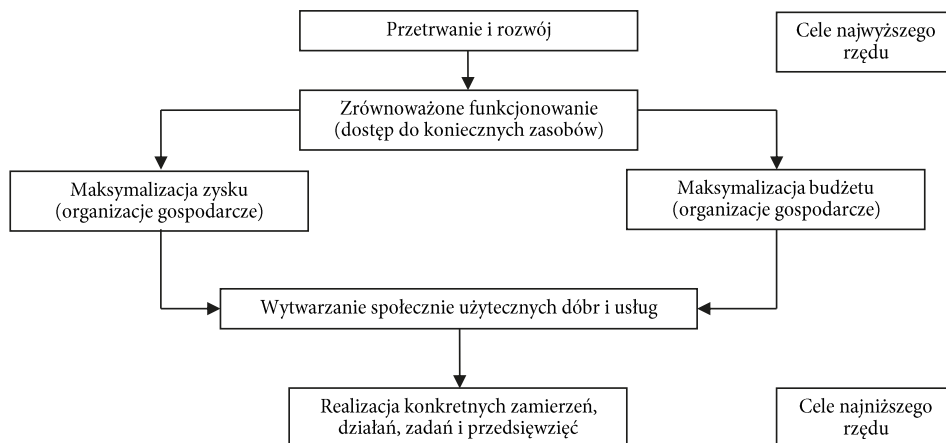 Przetrwanie i rozwój
Cele najwyższego
rzędu
Zrównoważone funkcjonowanie
(dostęp do koniecznych zasobów)
Maksymalizacja zysku
(organizacje gospodarcze)
Maksymalizacja budżetu
(organizacje gospodarcze)
Wytwarzanie społecznie użytecznych dóbr i usług
Realizacja konkretnych zamierzeń,
działań, zadań i przedsięwzięć
Cele najniższego
rzędu